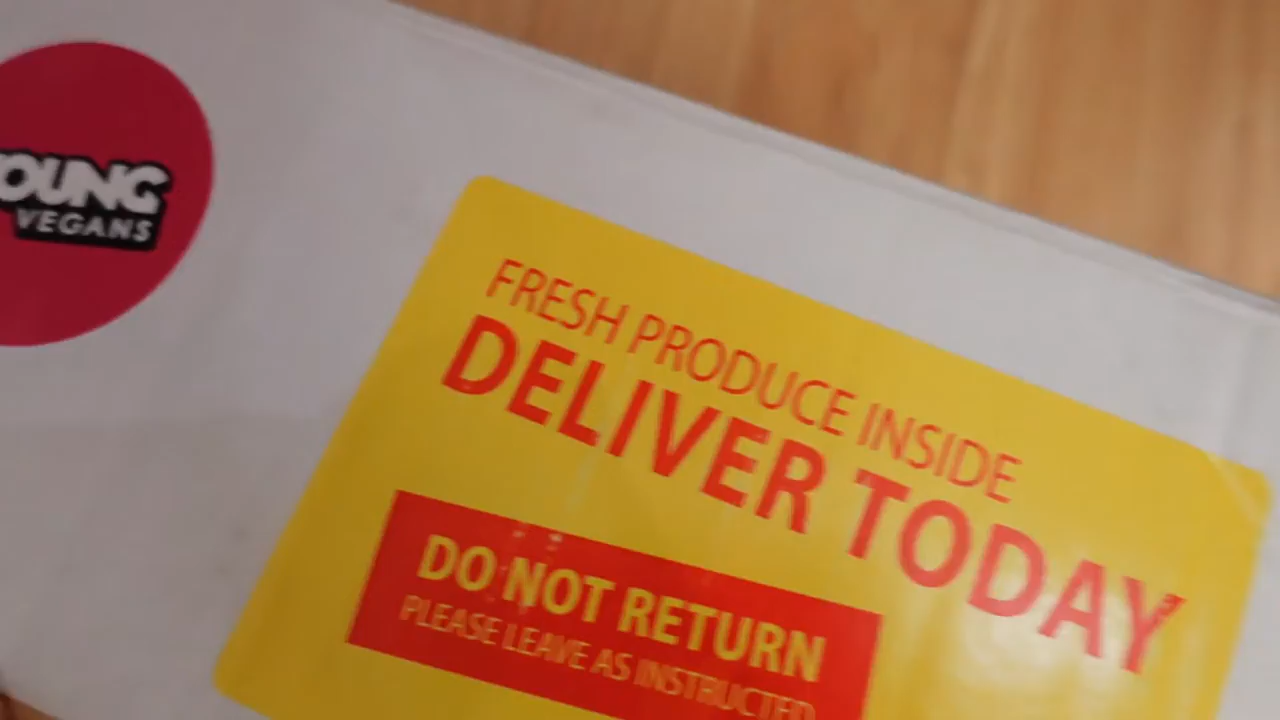 OUNG
VEGANS
FRESH PRODUCE INSIDE
DELIVER TODAY
DO NOT RETURN
PLEASE LEAVE AS INSTRUCTED